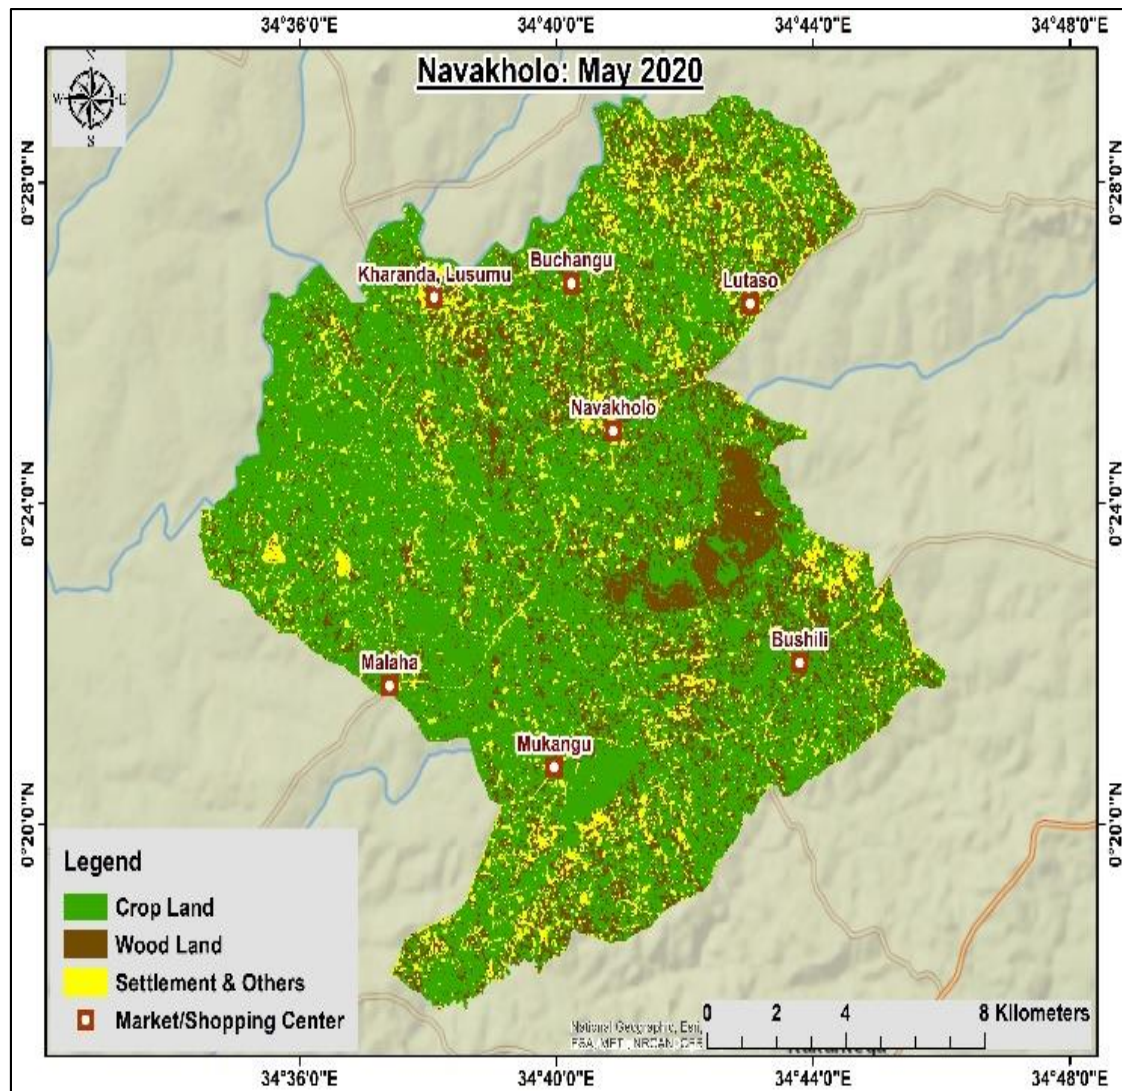 34°36'0"E 34°40'0"E 34°44'0"E 34°48'0"E
N
W E
S
Navakholo: May 2020
0°28'0"N 0°28'0"N
Buchangu
Kharanda, Lusumu
Lutaso
Navakholo
0°24'0"N 0°24'0"N
Bushili
Malaha
Mukangu
0°20'0"N 0°20'0"N
Legend
Crop Land
Wood Land
Settlement & Others
Market/Shopping Center
0 2 4 8 Kilometers
National Geographic, Esri,
34°36'0"E 34°40'0"E 34°44'0"E 34°48'0"E